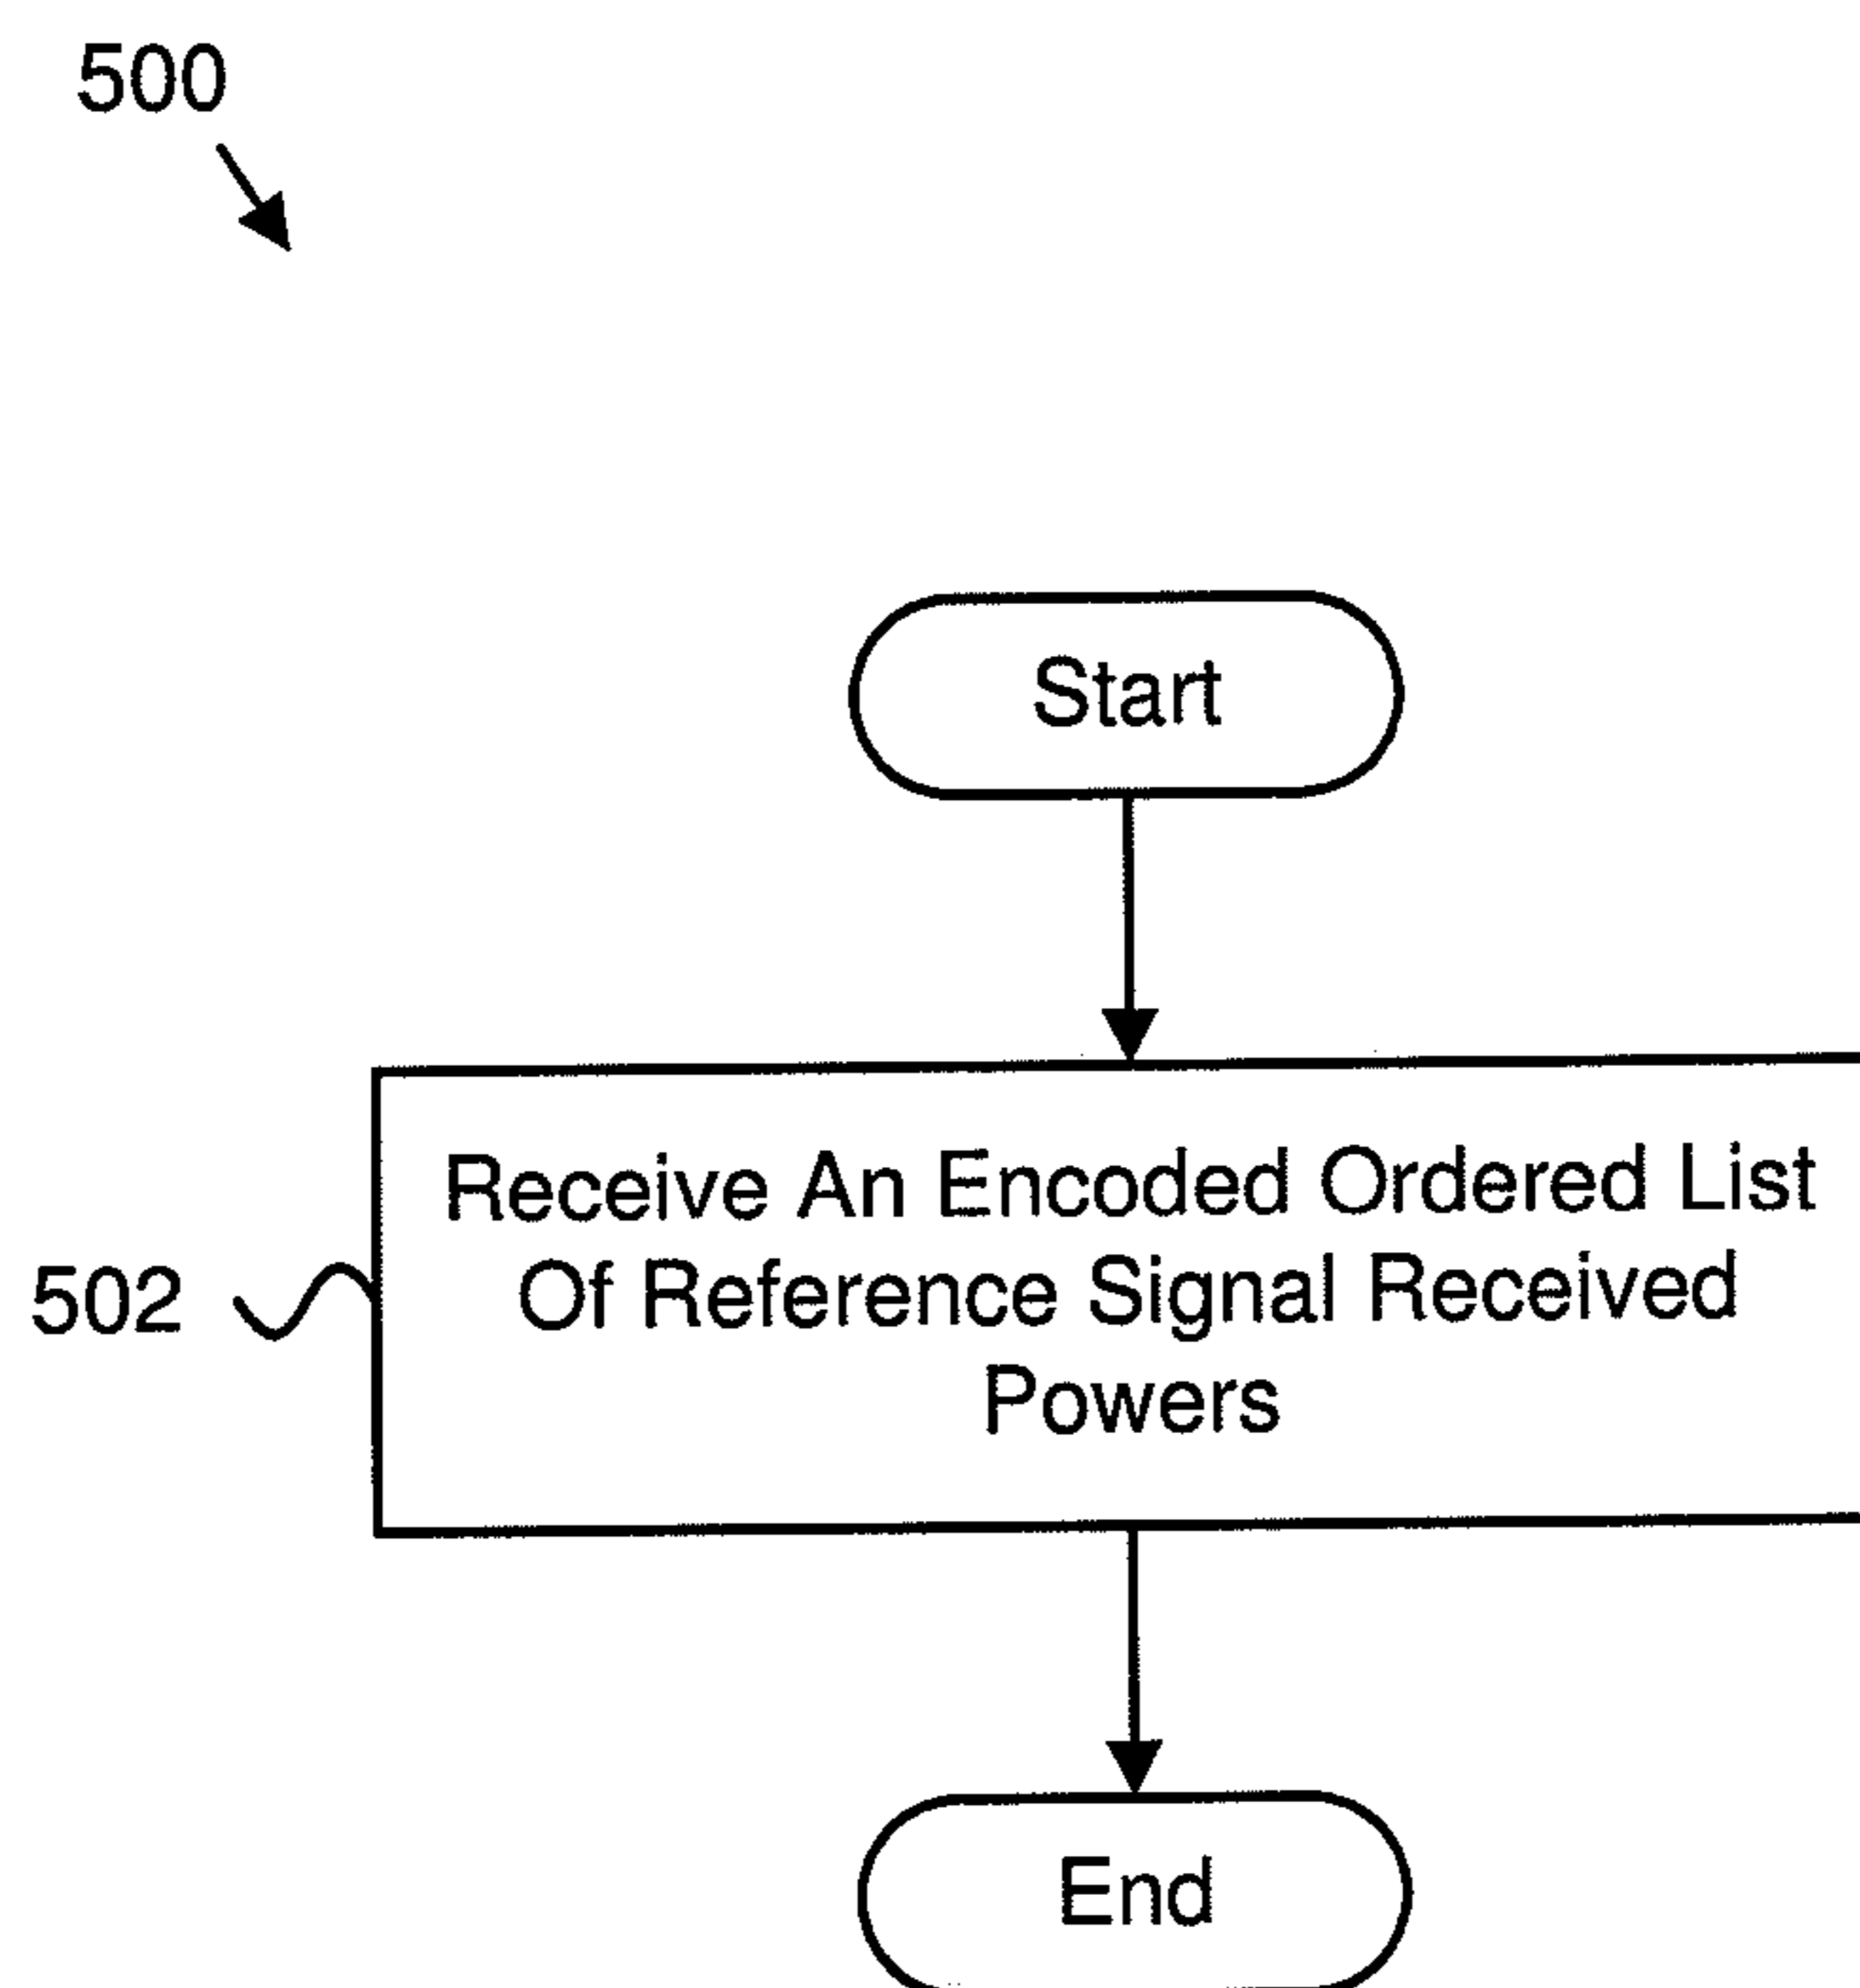 500
Start
Receive An Encoded Ordered List
Of Reference Signal Received
Powers
502
End